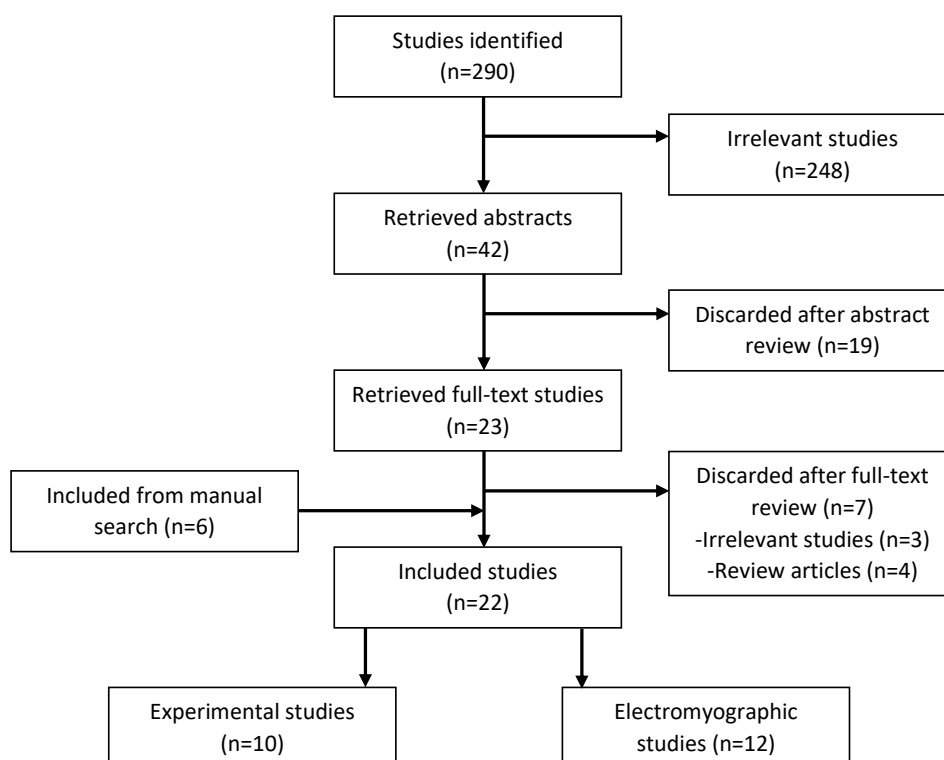 Studies identified
(n=290)
Irrelevant studies
(n=248)
Retrieved abstracts
(n=42)
Discarded after abstract
review (n=19)
Retrieved full-text studies
(n=23)
Included from manual
search (n=6)
Discarded after full-text
review (n=7)
-Irrelevant studies (n=3)
-Review articles (n=4)
Included studies
(n=22)
Experimental studies
(n=10)
Electromyographic
studies (n=12)